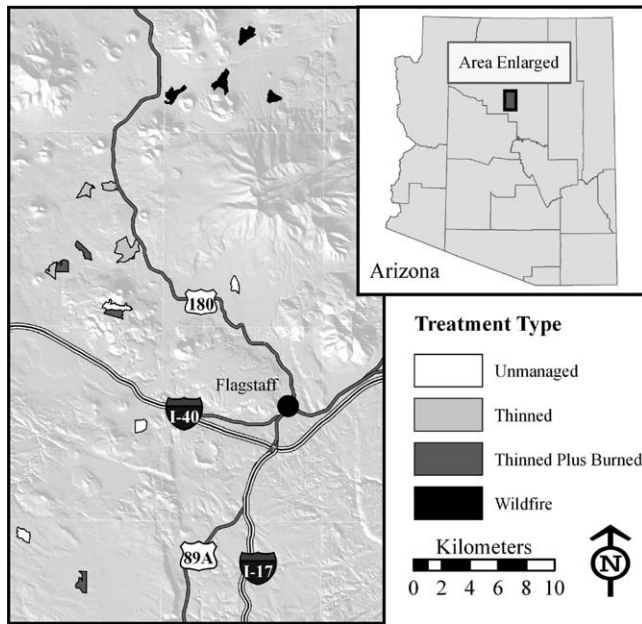 Area Enlarged
Arizona
180
Flagstaff
I-40
89A
I-17
Treatment Type
Unmanaged
Thinned
Thinned Plus Burned
Wildfire
Kilometers
0 1 2 4 6 8 10
N